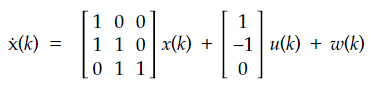 ẋ(k) = [1 0 0; 1 1 0; 0 1 1] x(k) + [1; −1; 0] u(k) + w(k)